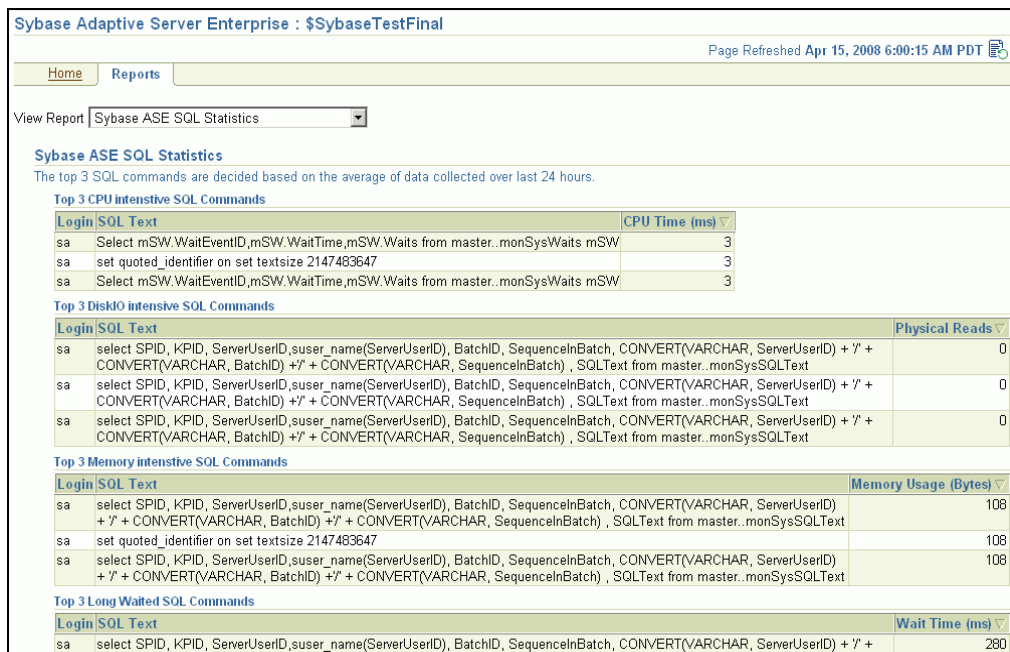 Sybase Adaptive Server Enterprise : $SybaseTestFinal
Page Refreshed Apr 15, 2008 6:00:15 AM PDT
Home Reports
View Report Sybase ASE SQL Statistics
Sybase ASE SQL Statistics
The top 3 SQL commands are decided based on the average of data collected over last 24 hours.
Top 3 CPU intenstive SQL Commands
Login SQL Text CPU Time (ms)
sa Select mSW.WaitEventID,mSW.WaitTime,mSW.Waits from master..monSysWaits mSW 3
sa set quoted_identifier on set textsize 2147483647 3
sa Select mSW.WaitEventID,mSW.WaitTime,mSW.Waits from master..monSysWaits mSW 3
Top 3 DiskIO intensive SQL Commands
Login SQL Text Physical Reads
sa select SPID, KPID, ServerUserID,suser_name(ServerUserID), BatchID, SequenceInBatch, CONVERT(VARCHAR, ServerUserID) + '/' + 0
CONVERT(VARCHAR, BatchID) +'/' + CONVERT(VARCHAR, SequenceInBatch) , SQLText from master..monSysSQLText
sa select SPID, KPID, ServerUserID,suser_name(ServerUserID), BatchID, SequenceInBatch, CONVERT(VARCHAR, ServerUserID) + '/' + 0
CONVERT(VARCHAR, BatchID) +'/' + CONVERT(VARCHAR, SequenceInBatch) , SQLText from master..monSysSQLText
sa select SPID, KPID, ServerUserID,suser_name(ServerUserID), BatchID, SequenceInBatch, CONVERT(VARCHAR, ServerUserID) + '/' + 0
CONVERT(VARCHAR, BatchID) +'/' + CONVERT(VARCHAR, SequenceInBatch) , SQLText from master..monSysSQLText
Top 3 Memory intenstive SQL Commands
Login SQL Text Memory Usage (Bytes)
sa select SPID, KPID, ServerUserID,suser_name(ServerUserID), BatchID, SequenceInBatch, CONVERT(VARCHAR, ServerUserID) 108
+ '/' + CONVERT(VARCHAR, BatchID) +'/' + CONVERT(VARCHAR, SequenceInBatch) , SQLText from master..monSysSQLText
sa set quoted_identifier on set textsize 2147483647 108
sa select SPID, KPID, ServerUserID,suser_name(ServerUserID), BatchID, SequenceInBatch, CONVERT(VARCHAR, ServerUserID) 108
+ '/' + CONVERT(VARCHAR, BatchID) +'/' + CONVERT(VARCHAR, SequenceInBatch) , SQLText from master..monSysSQLText
Top 3 Long Waited SQL Commands
Login SQL Text Wait Time (ms)
sa select SPID, KPID, ServerUserID,suser_name(ServerUserID), BatchID, SequenceInBatch, CONVERT(VARCHAR, ServerUserID) + '/' + 280